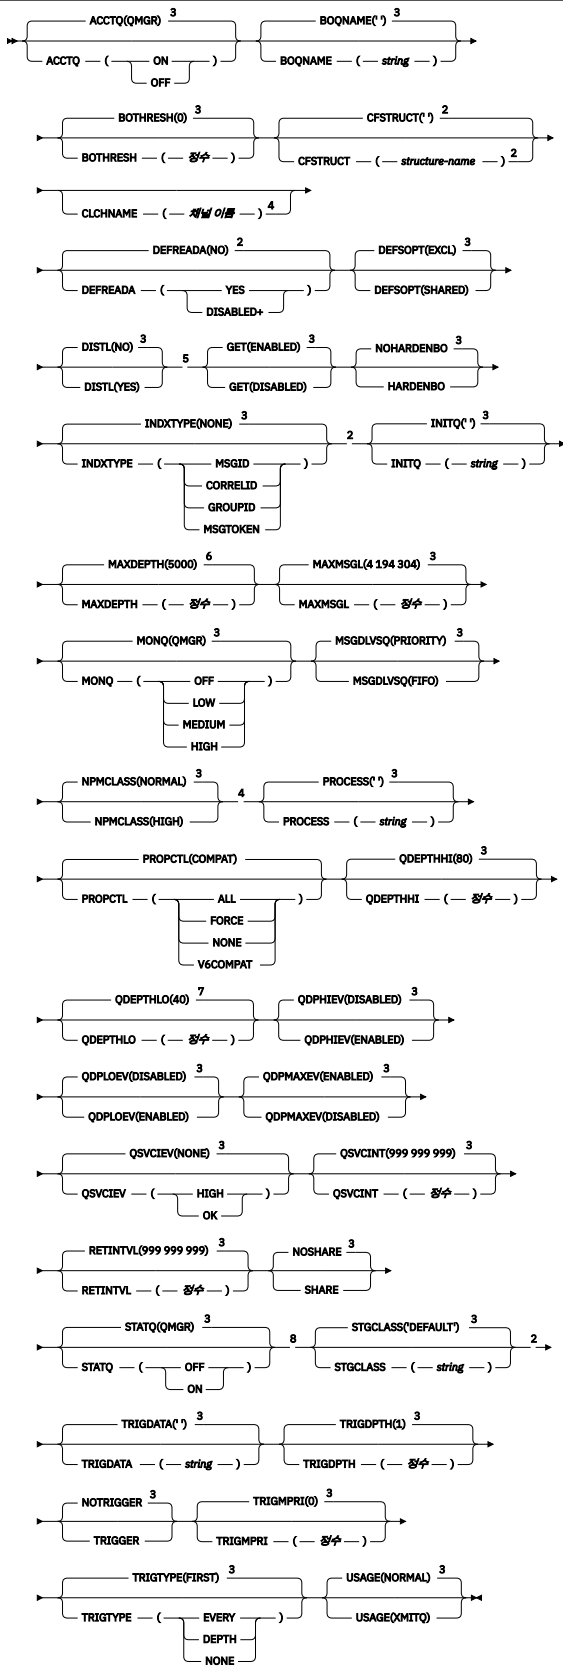 ACCTQ(QMGR) 3 BOQNAME(' ') 3
ACCTQ ( ON ) BOQNAME ( string )
OFF
BOTHRESH(0) 3 CFSTRUCT(' ') 2
BOTHRESH ( 정수 ) CFSTRUCT ( structure-name ) 2
CLCHNAME ( 채널 이름 ) 4
DEFREADA(NO) 2 DEFSOPT(EXCL) 3
DEFREADA ( YES ) DEFSOPT(SHARED)
DISABLED+
DISTL(NO) 3 5 GET(ENABLED) 3 NOHARDENBO 3
DISTL(YES) GET(DISABLED) HARDENBO
INDXTYPE(NONE) 3 2 INITQ(' ') 3
INDXTYPE ( MSGID ) INITQ ( string )
CORRELID
GROUPID
MSGTOKEN
MAXDEPTH(5000) 6 MAXMSGL(4 194 304) 3
MAXDEPTH ( 정수 ) MAXMSGL ( 정수 )
MONQ(QMGR) 3 MSGDLVSQ(PRIORITY) 3
MONQ ( OFF ) MSGDLVSQ(FIFO)
LOW
MEDIUM
HIGH
NPMCLASS(NORMAL) 3 4 PROCESS(' ') 3
NPMCLASS(HIGH) PROCESS ( string )
PROPCTL(COMPAT) QDEPTHHI(80) 3
PROPCTL ( ALL ) QDEPTHHI ( 정수 )
FORCE
NONE
V6COMPAT
QDEPTHLO(40) 7 QDPHIEV(DISABLED) 3
QDEPTHLO ( 정수 ) QDPHIEV(ENABLED)
QDPLOEV(DISABLED) 3 QDPMAXEV(ENABLED) 3
QDPLOEV(ENABLED) QDPMAXEV(DISABLED)
QSVCIEV(NONE) 3 QSVCINT(999 999 999) 3
QSVCIEV ( HIGH ) QSVCINT ( 정수 )
OK
RETINTVL(999 999 999) 3 NOSHARE 3
RETINTVL ( 정수 ) SHARE
STATQ(QMGR) 3 8 STGCLASS('DEFAULT') 3 2
STATQ ( OFF ) STGCLASS ( string )
ON
TRIGDATA(' ') 3 TRIGDPTH(1) 3
TRIGDATA ( string ) TRIGDPTH ( 정수 )
NOTRIGGER 3 TRIGMPRI(0) 3
TRIGGER TRIGMPRI ( 정수 )
TRIGTYPE(FIRST) 3 USAGE(NORMAL) 3
TRIGTYPE ( EVERY ) USAGE(XMITQ)
DEPTH
NONE